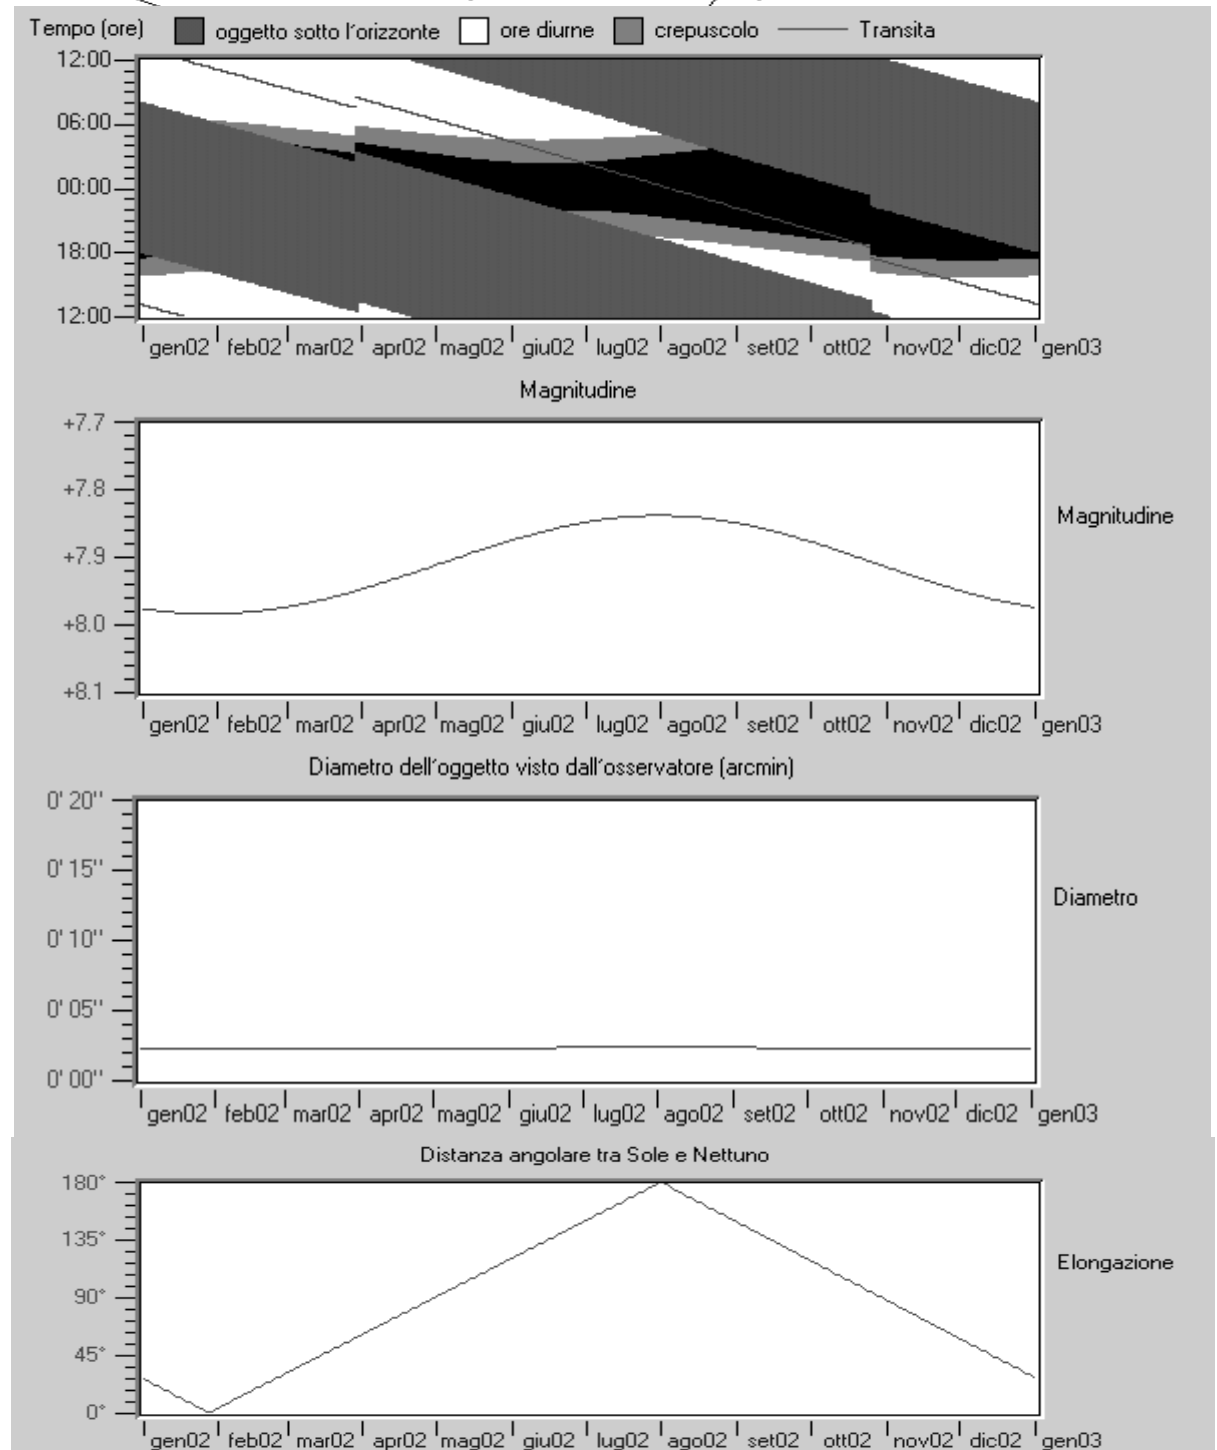 Tempo (ore) oggetto sotto l'orizzonte ore diurne crepuscolo Transita
12:00
06:00
00:00
18:00
12:00
gen02 feb02 mar02 apr02 mag02 giu02 lug02 ago02 set02 ott02 nov02 dic02 gen03
Magnitudine
+7.7
+7.8
Magnitudine
+7.9
+8.0
+8.1
gen02 feb02 mar02 apr02 mag02 giu02 lug02 ago02 set02 ott02 nov02 dic02 gen03
Diametro dell'oggetto visto dall'osservatore (arcmin)
0' 20''
0' 15''
Diametro
0' 10''
0' 05''
0' 00''
gen02 feb02 mar02 apr02 mag02 giu02 lug02 ago02 set02 ott02 nov02 dic02 gen03
Distanza angolare tra Sole e Nettuno
180°
135°
Elongazione
90°
45°
0°
gen02 feb02 mar02 apr02 mag02 giu02 lug02 ago02 set02 ott02 nov02 dic02 gen03